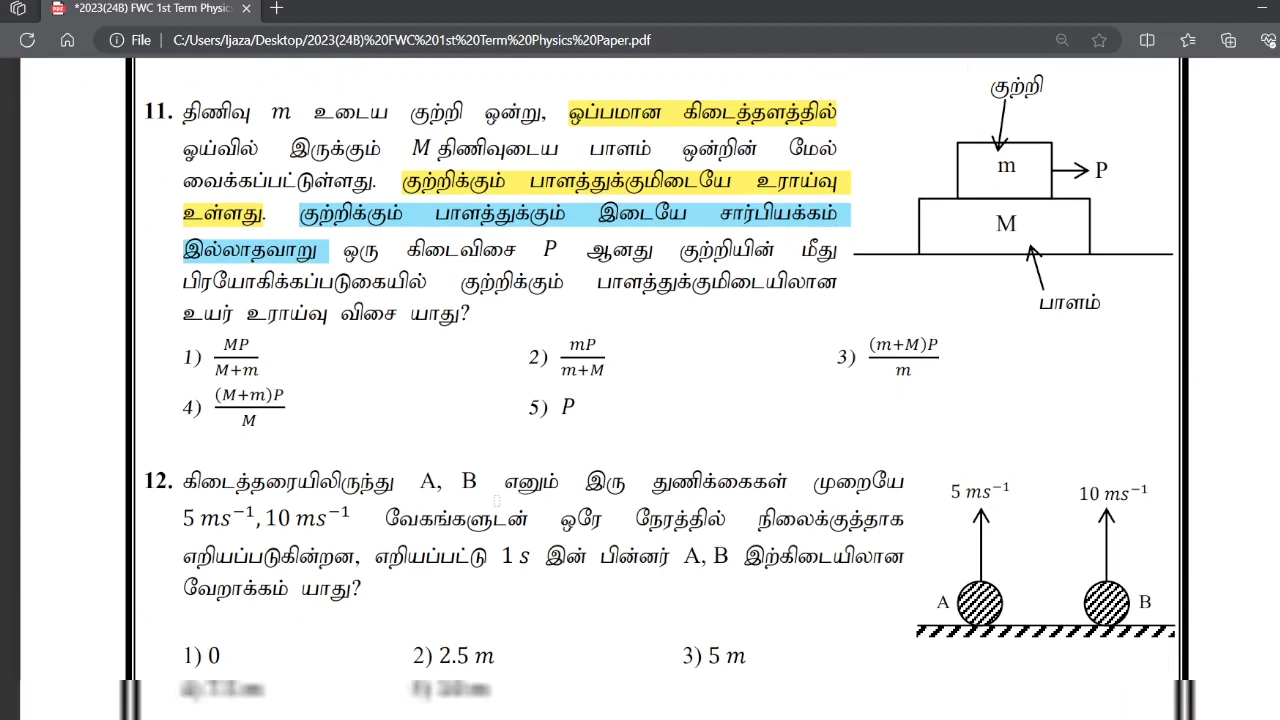 *2023(24B) FWC 1st Term Physic
File C:/Users/Ijaza/Desktop/2023(24B)%20FWC%201st%20Term%20Physics%20Paper.pdf
11. திணிவு m உடைய குற்றி ஒன்று, ஒப்பமான கிடைத்தளத்தில்
ஓய்வில் இருக்கும் M திணிவுடைய பாளம் ஒன்றின் மேல்
வைக்கப்பட்டுள்ளது. குற்றிக்கும் பாளத்துக்குமிடையே உராய்வு
உள்ளது. குற்றிக்கும் பாளத்துக்கும் இடையே சார்பியக்கம்
இல்லாதவாறு ஒரு கிடைவிசை P ஆனது குற்றியின் மீது
பிரயோகிக்கப்படுகையில் குற்றிக்கும் பாளத்துக்குமிடையிலான
உயர் உராய்வு விசை யாது?
குற்றி
m
P
M
பாளம்
1) MP/(M+m) 2) mP/(m+M) 3) (m+M)P/m
4) (M+m)P/M 5) P
12. கிடைத்தரையிலிருந்து A, B எனும் இரு துணிக்கைகள் முறையே
5 ms⁻¹, 10 ms⁻¹ வேகங்களுடன் ஒரே நேரத்தில் நிலைக்குத்தாக
எறியப்படுகின்றன, எறியப்பட்டு 1 s இன் பின்னர் A, B இற்கிடையிலான
வேறாக்கம் யாது?
5 ms⁻¹ 10 ms⁻¹
A B
1) 0 2) 2.5 m 3) 5 m